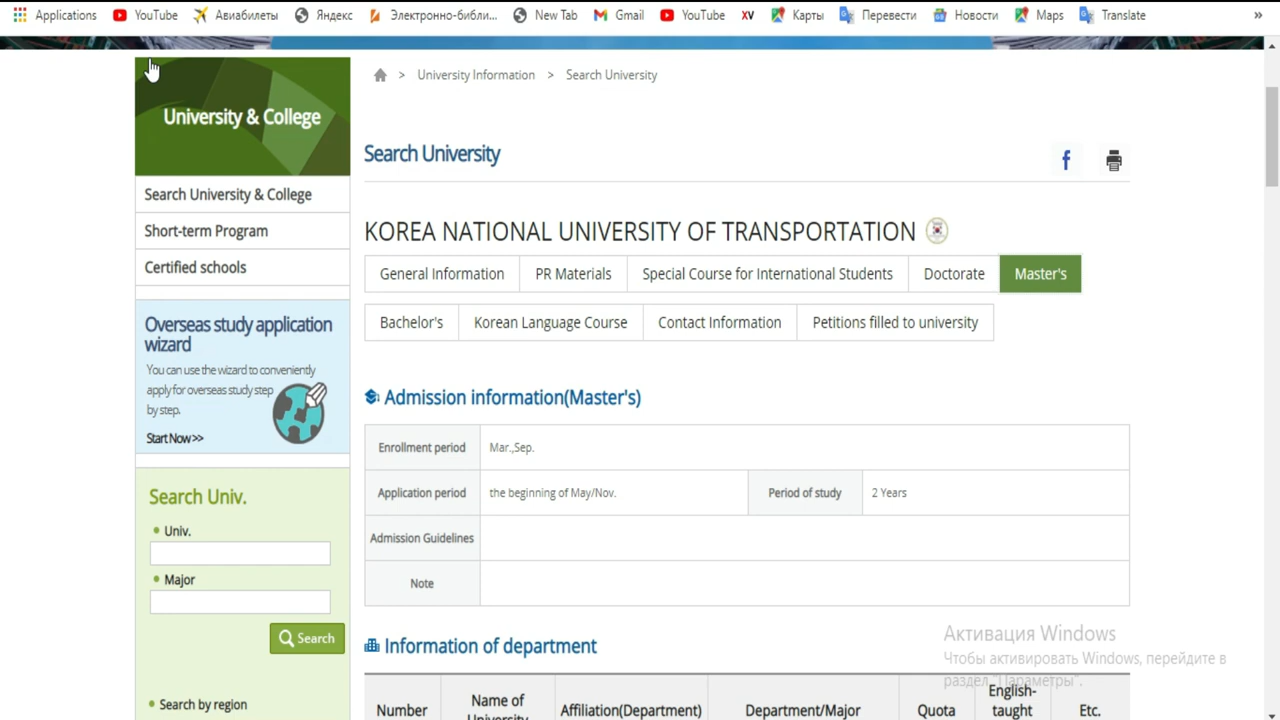 Applications YouTube Авиабилеты Яндекс Электронно-библи... New Tab Gmail YouTube XV Карты Перевести Новости Maps Translate »
University & College
Search University & College
Short-term Program
Certified schools
Overseas study application
wizard
You can use the wizard to conveniently
apply for overseas study step
by step.
Start Now >>
Search Univ.
Univ.
Major
Search
Search by region
> University Information > Search University
Search University
f
KOREA NATIONAL UNIVERSITY OF TRANSPORTATION
General Information PR Materials Special Course for International Students Doctorate Master's
Bachelor's Korean Language Course Contact Information Petitions filled to university
Admission information(Master's)
Enrollment period Mar.,Sep.
Application period the beginning of May/Nov. Period of study 2 Years
Admission Guidelines
Note
Information of department
Number Name of University Affiliation(Department) Department/Major Quota English-taught Etc.
Активация Windows
Чтобы активировать Windows, перейдите в
раздел "Параметры".